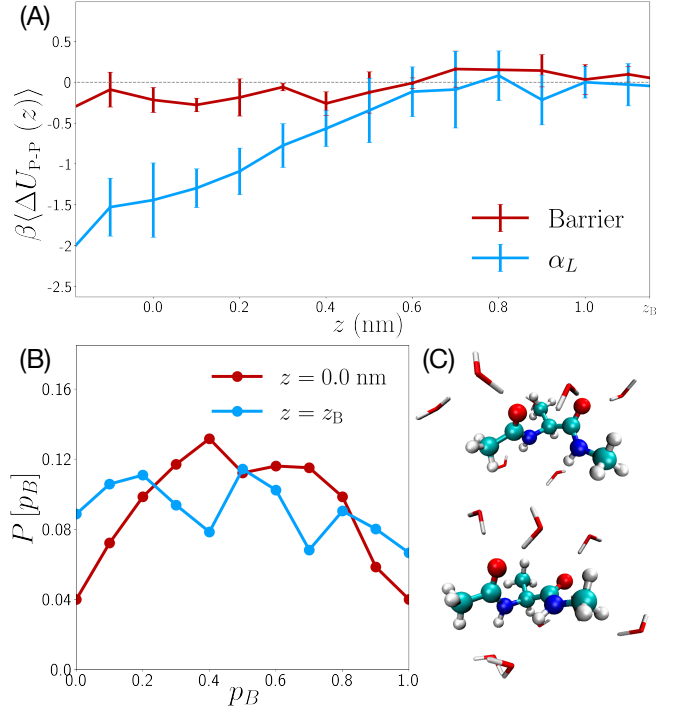 (A)
0.5
0
-0.5
-1
-1.5
-2
-2.5
β⟨ΔU_P-P (z)⟩
Barrier
α_L
0.0 0.2 0.4 0.6 0.8 1.0 z_B
z (nm)
(B)
(C)
0.16
0.12
0.08
0.04
0.0
P [p_B]
z = 0.0 nm
z = z_B
0.0 0.2 0.4 0.6 0.8 1.0
p_B